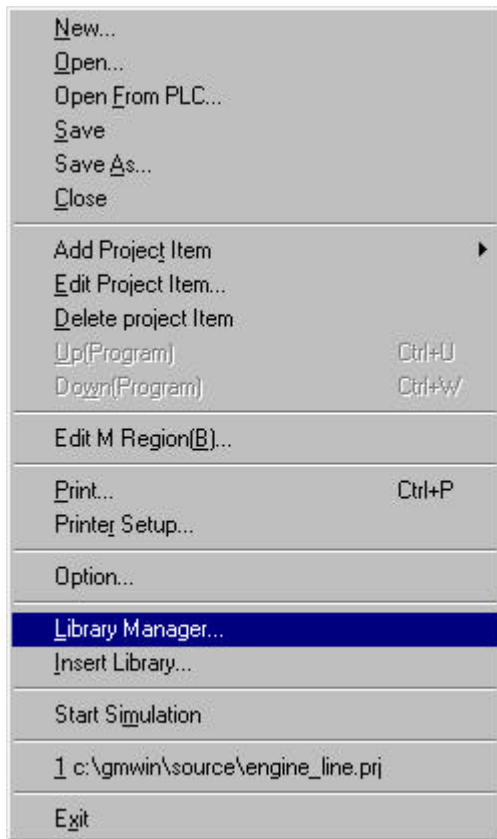 New...
Open...
Open From PLC...
Save
Save As...
Close
Add Project Item
Edit Project Item...
Delete project Item
Up(Program) Ctrl+U
Down(Program) Ctrl+W
Edit M Region(B)...
Print... Ctrl+P
Printer Setup...
Option...
Library Manager...
Insert Library...
Start Simulation
1 c:\gmwin\source\engine_line.prj
Exit